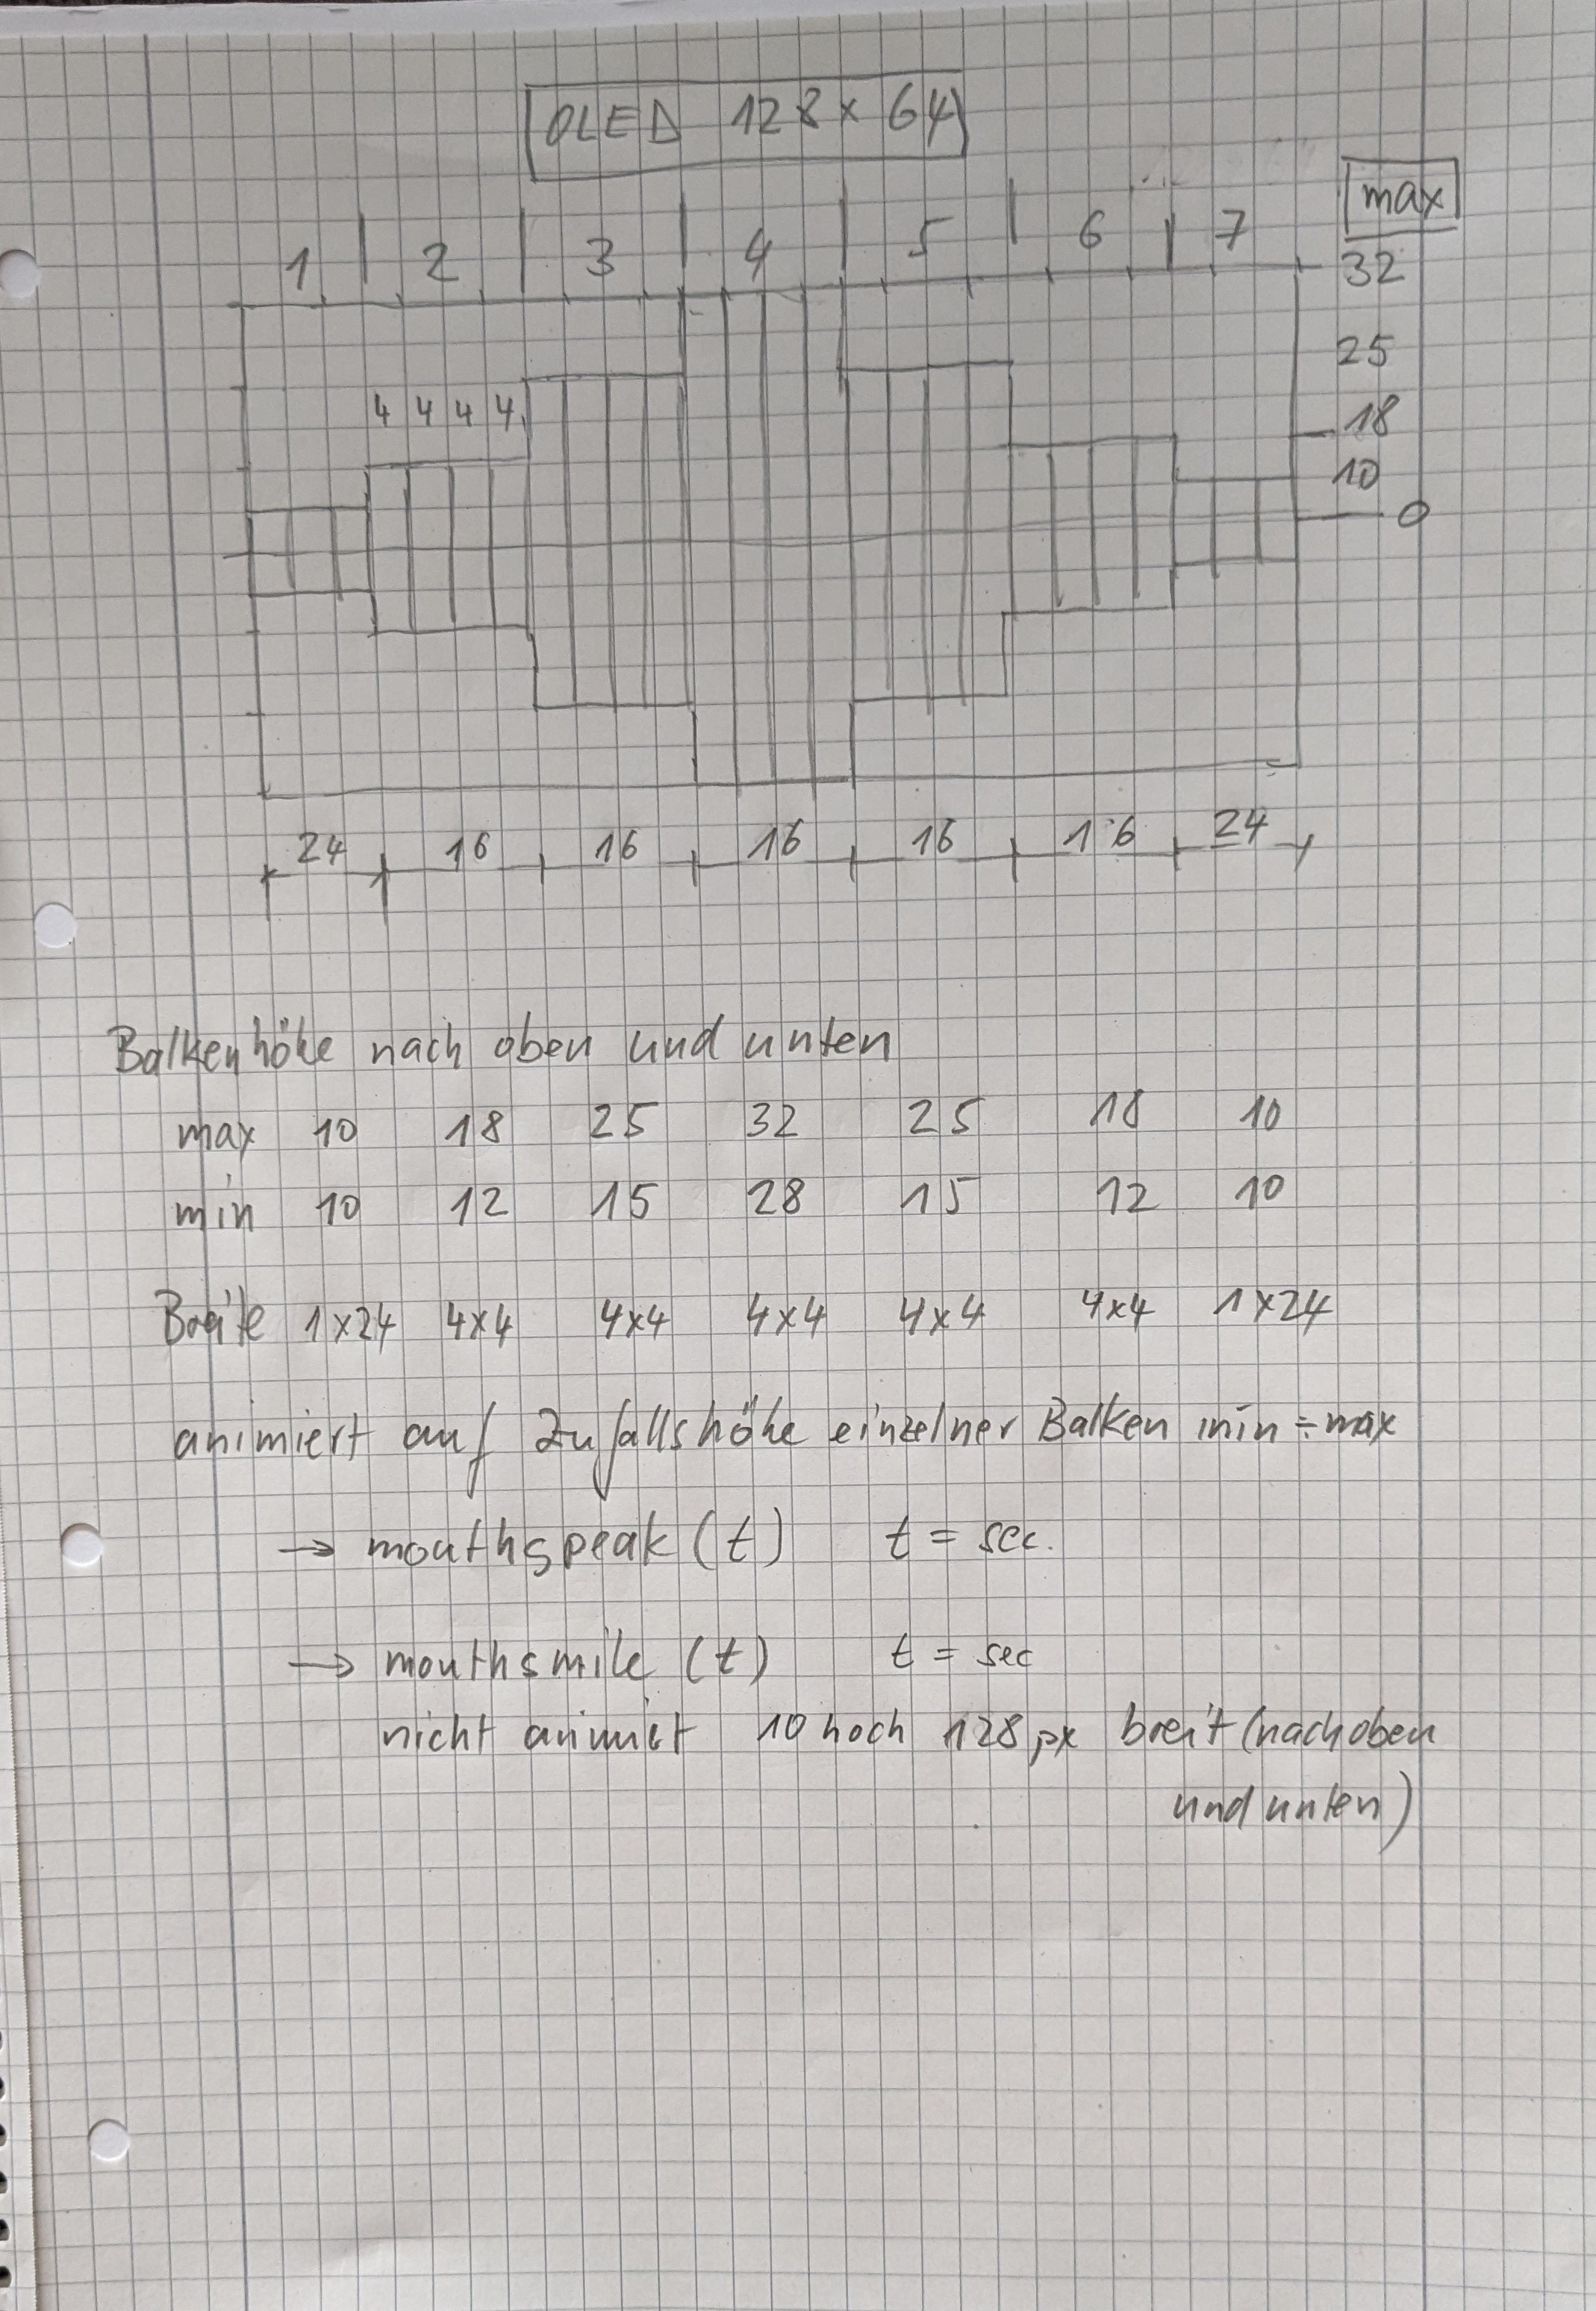 OLED 128 x 64
max
1 2 3 4 5 6 7
32
25
4 4 4 4
18
10
0
24 16 16 16 16 16 24
Balkenhöhe nach oben und unten
max 10 18 25 32 25 18 10
min 10 12 15 28 15 12 10
Breite 1x24 4x4 4x4 4x4 4x4 4x4 1x24
animiert auf Zufallshöhe einzelner Balken min ÷ max
→ mouthspeak (t) t = sec.
→ mouthsmile (t) t = sec
nicht animiert 10 hoch 128 px breit (nach oben
und unten)